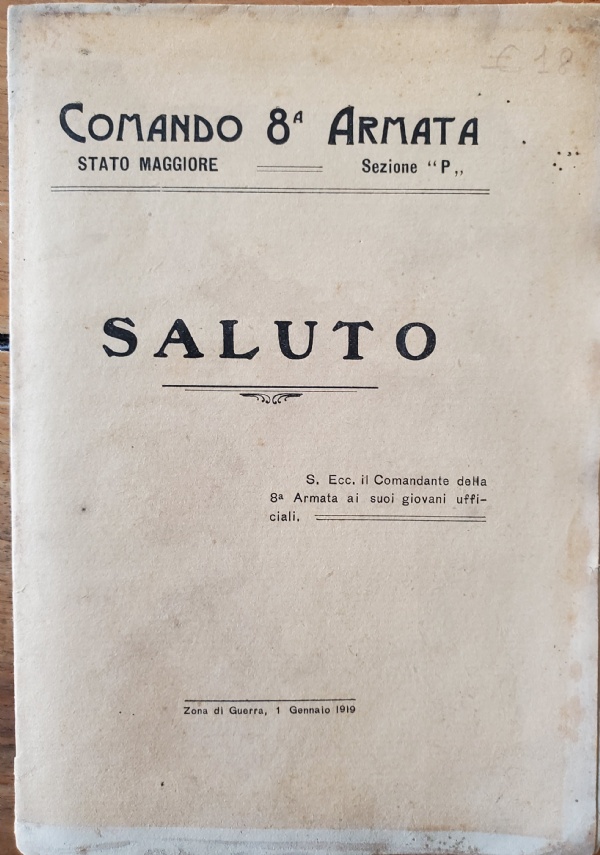 £ 18
COMANDO 8ª ARMATA
STATO MAGGIORE Sezione “P„
SALUTO
S. Ecc. il Comandante della
8ª Armata ai suoi giovani uffi-
ciali.
Zona di Guerra, 1 Gennaio 1919